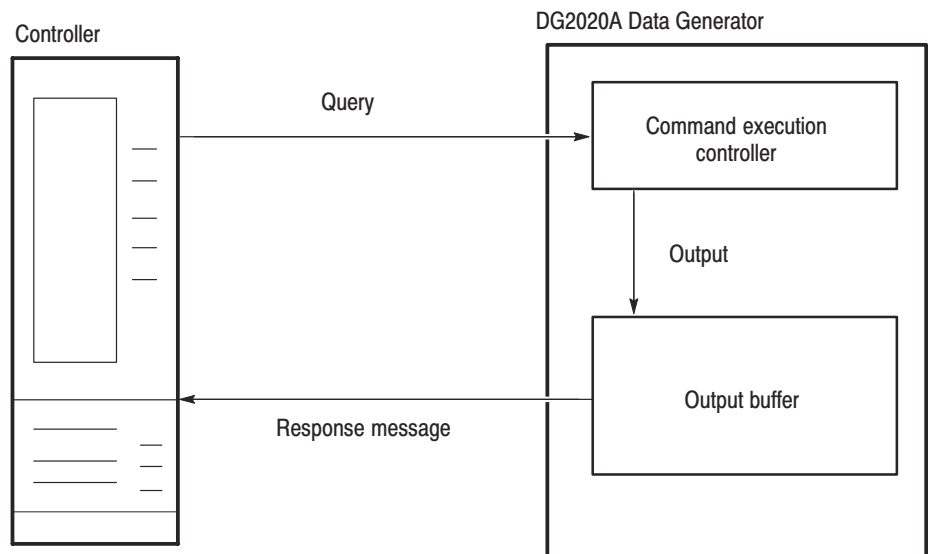 Controller
DG2020A Data Generator
Query
Command execution
controller
Output
Output buffer
Response message